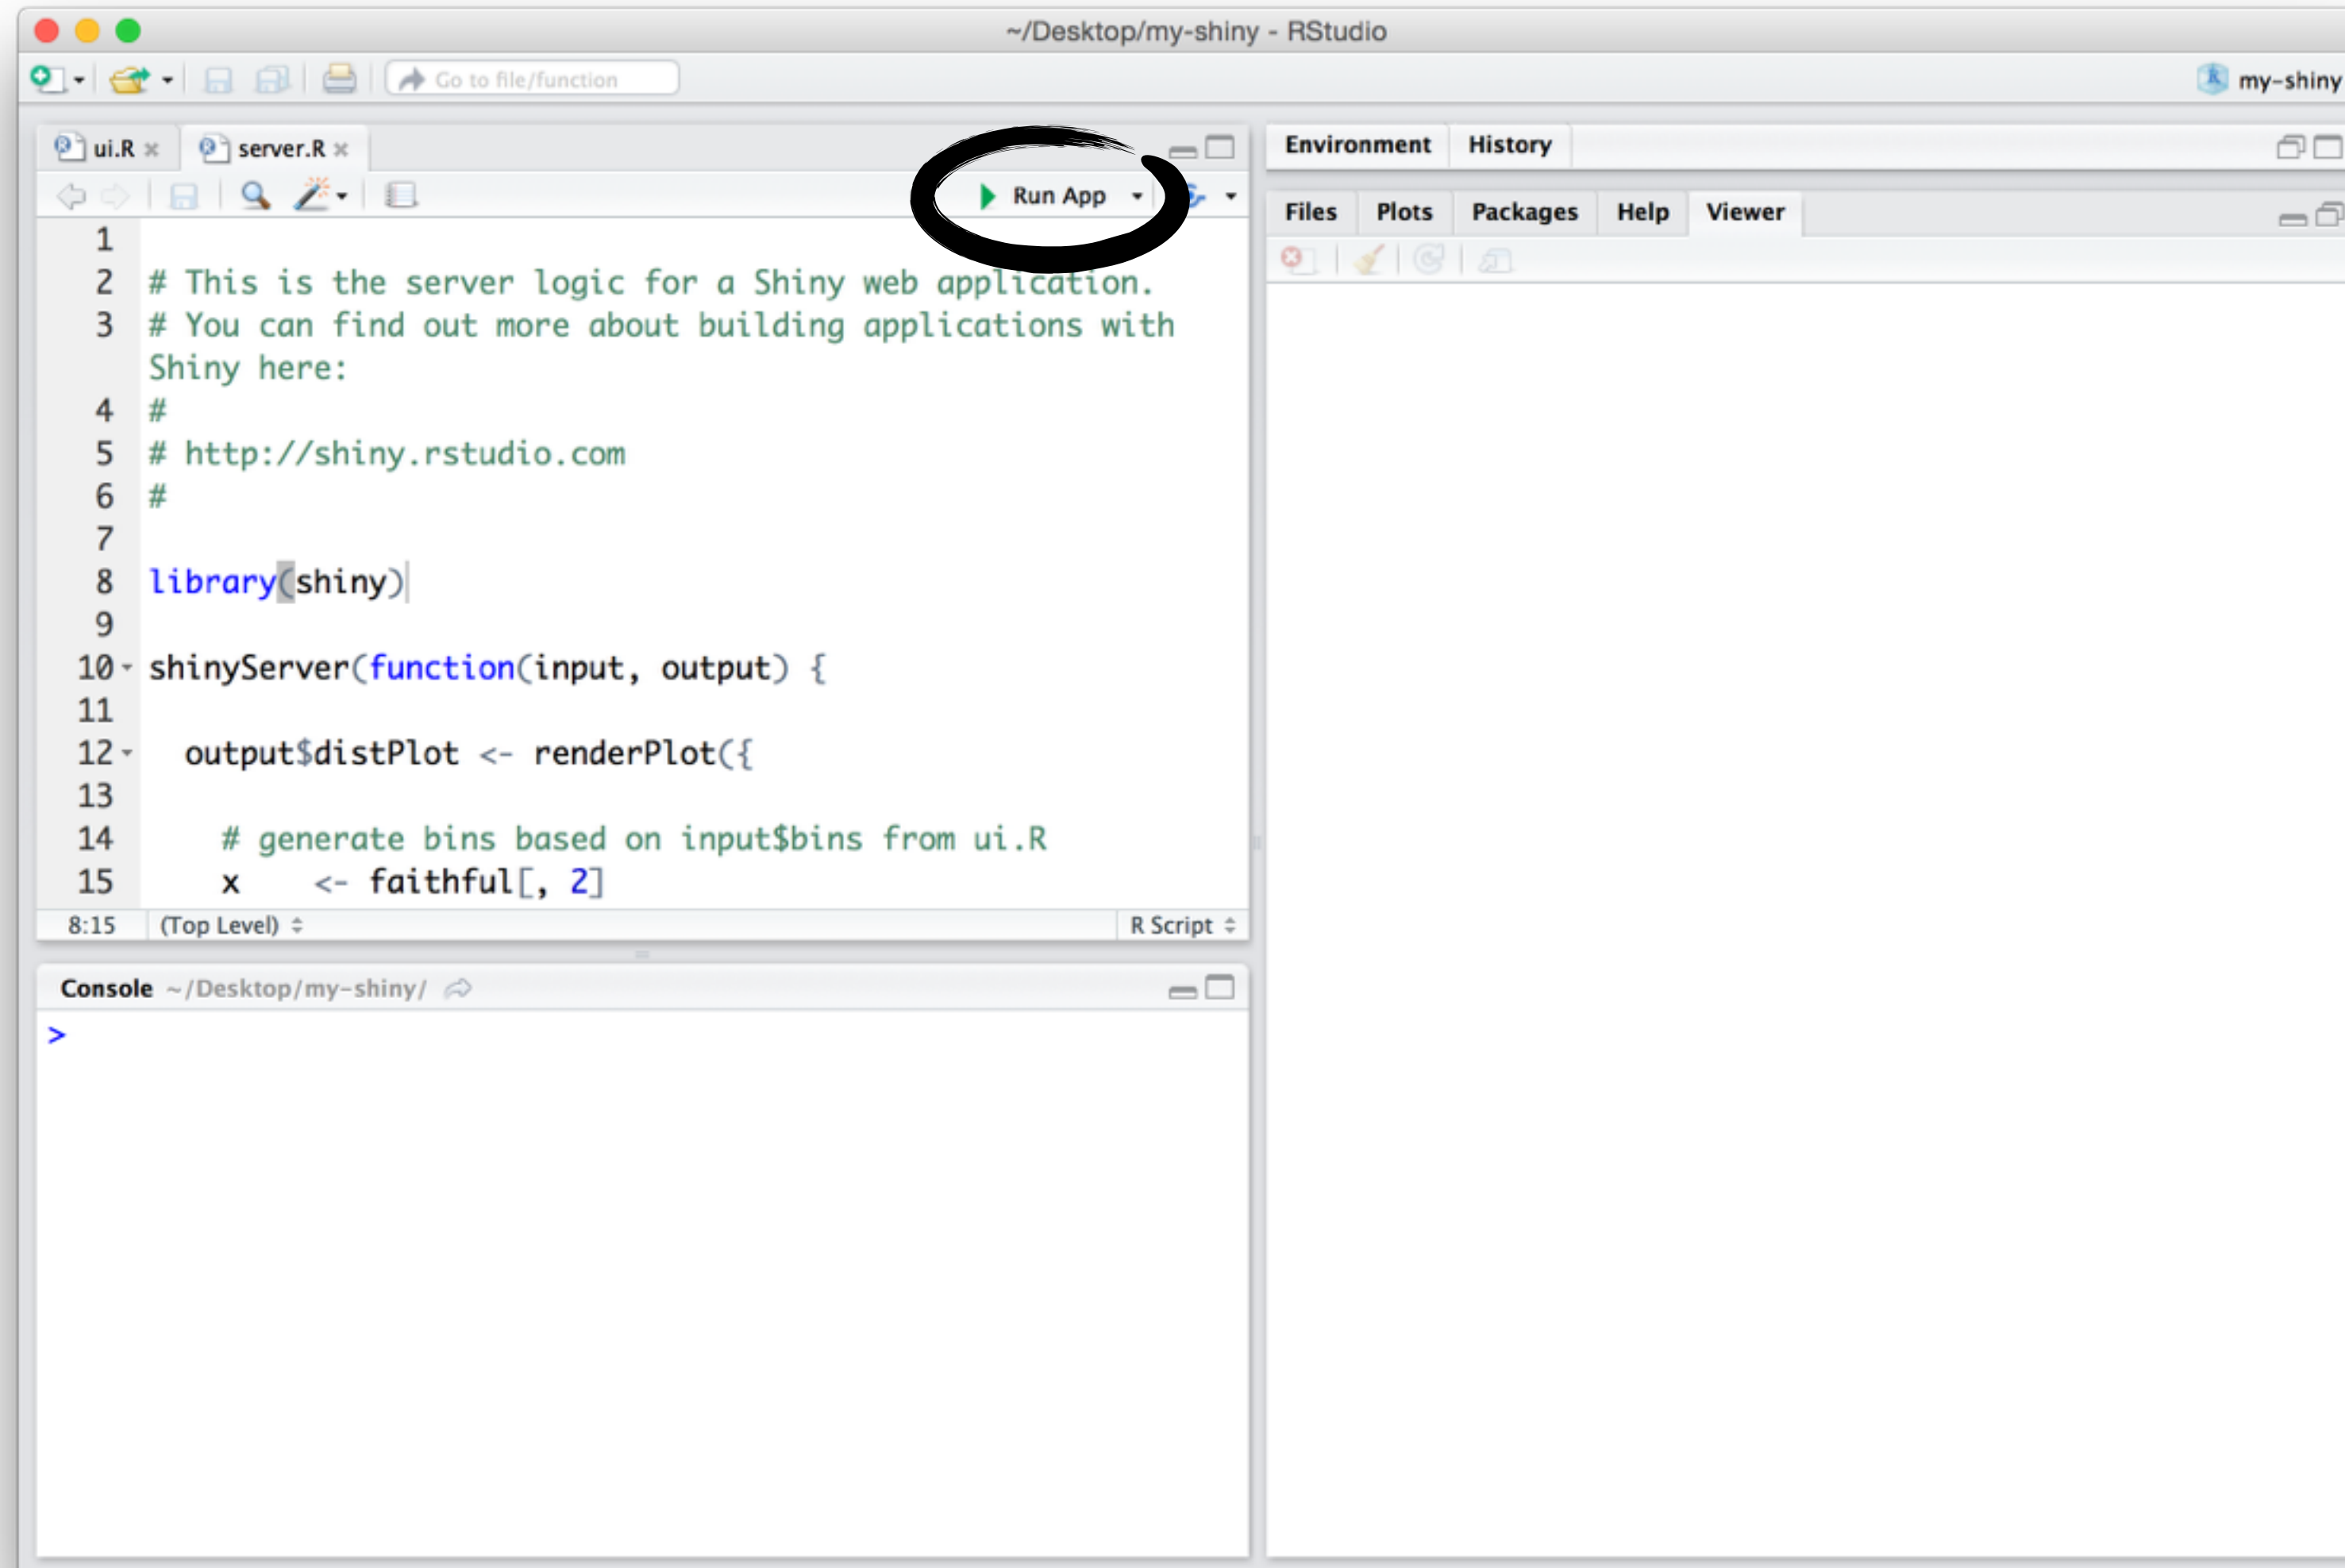 ~/Desktop/my-shiny - RStudio
Go to file/function
my-shiny
ui.R
server.R
Run App
1
2 # This is the server logic for a Shiny web application.
3 # You can find out more about building applications with
Shiny here:
4 #
5 # http://shiny.rstudio.com
6 #
7
8 library(shiny)
9
10 shinyServer(function(input, output) {
11
12 output$distPlot <- renderPlot({
13
14 # generate bins based on input$bins from ui.R
15 x    <- faithful[, 2]
8:15 (Top Level) R Script
Console ~/Desktop/my-shiny/
>
Environment History
Files Plots Packages Help Viewer